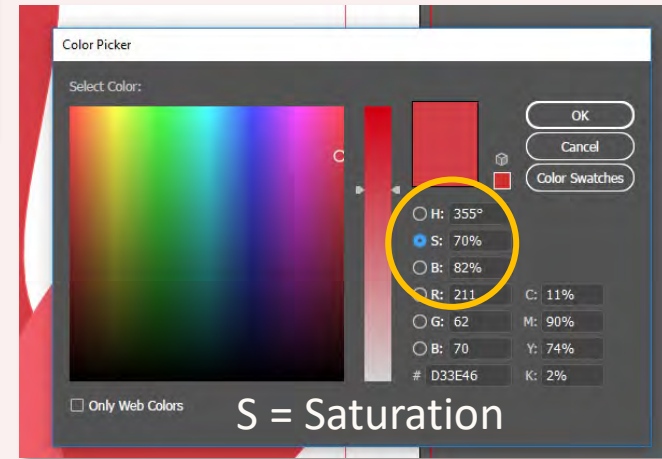 Color Picker
Select Color:
OK
Cancel
Color Swatches
H: 355°
S: 70%
B: 82%
R: 211
C: 11%
G: 62
M: 90%
B: 70
Y: 74%
# D33E46
K: 2%
Only Web Colors
S = Saturation